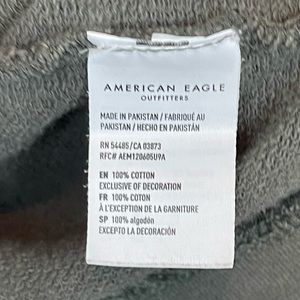 AMERICAN EAGLE
OUTFITTERS
MADE IN PAKISTAN / FABRIQUÉ AU
PAKISTAN / HECHO EN PAKISTÁN
RN 54485/CA 03873
RFC# AEM120605U9A
EN 100% COTTON
EXCLUSIVE OF DECORATION
FR 100% COTON
À L'EXCEPTION DE LA GARNITURE
SP 100% algodón
EXCEPTO LA DECORACIÓN